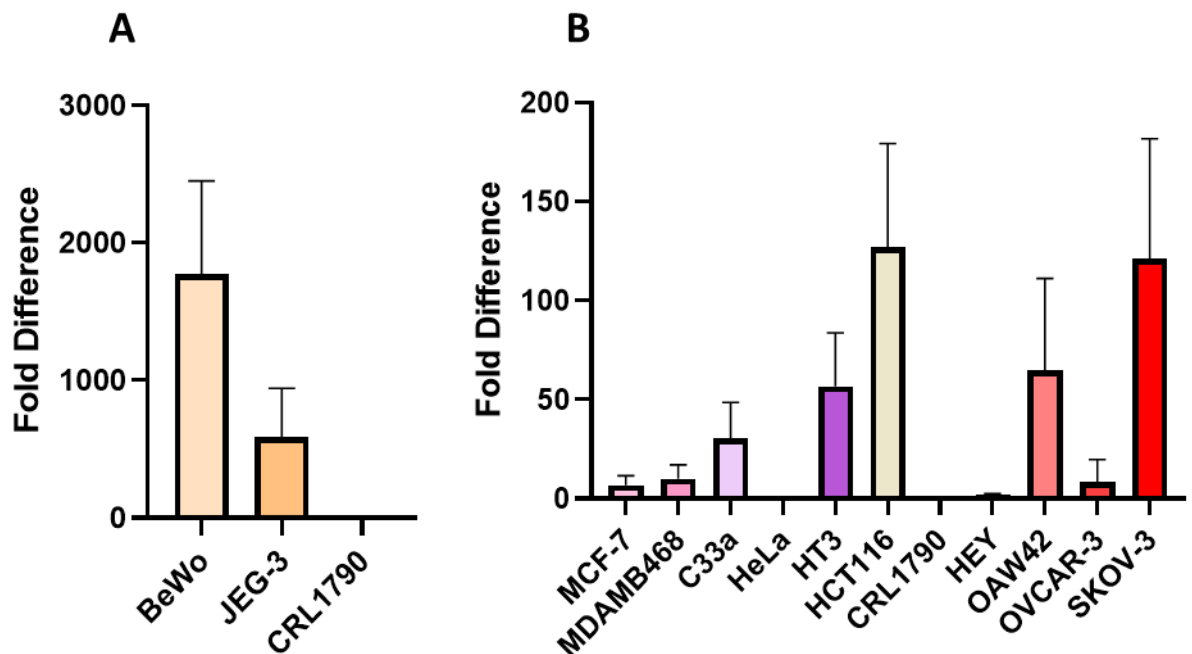 A
Fold Difference
3000
2000
1000
0
BeWo
JEG-3
CRL1790
B
Fold Difference
200
150
100
50
0
MCF-7
MDAMB468
C33a
HeLa
HT3
HCT116
CRL1790
HEY
OAW42
OVCAR-3
SKOV-3